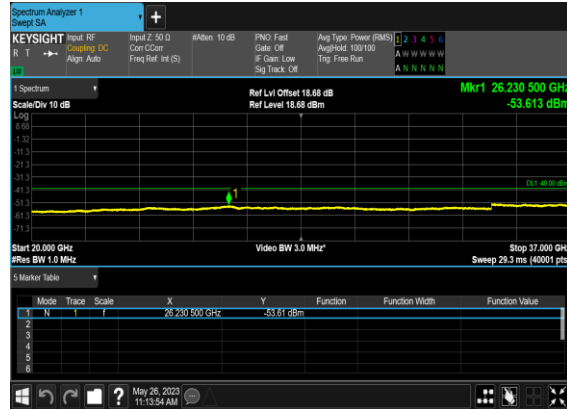 Spectrum Analyzer 1
Swept SA
+
KEYSIGHT
R T
Input: RF
Coupling: DC
Align: Auto
Input Z: 50 Ω
Corr CCorr
Freq Ref: Int (S)
#Atten: 10 dB
PNO: Fast
Gate: Off
IF Gain: Low
Sig Track: Off
Avg Type: Power (RMS)
Avg|Hold: 100/100
Trig: Free Run
1 2 3 4 5 6
A W W W W W
A N N N N N
1 Spectrum
Scale/Div 10 dB
Log
Ref Lvl Offset 18.68 dB
Ref Level 18.68 dBm
Mkr1 26.230 500 GHz
-53.613 dBm
8.68
-1.32
-11.3
-21.3
-31.3
-41.3
-51.3
-61.3
-71.3
DL1 -40.00 dBm
1
Start 20.000 GHz
#Res BW 1.0 MHz
Video BW 3.0 MHz*
Stop 37.000 GHz
Sweep 29.3 ms (40001 pts)
5 Marker Table
Mode Trace Scale X Y Function Function Width Function Value
1 N 1 f 26.230 500 GHz -53.61 dBm
2
3
4
5
6
?
May 26, 2023
11:13:54 AM